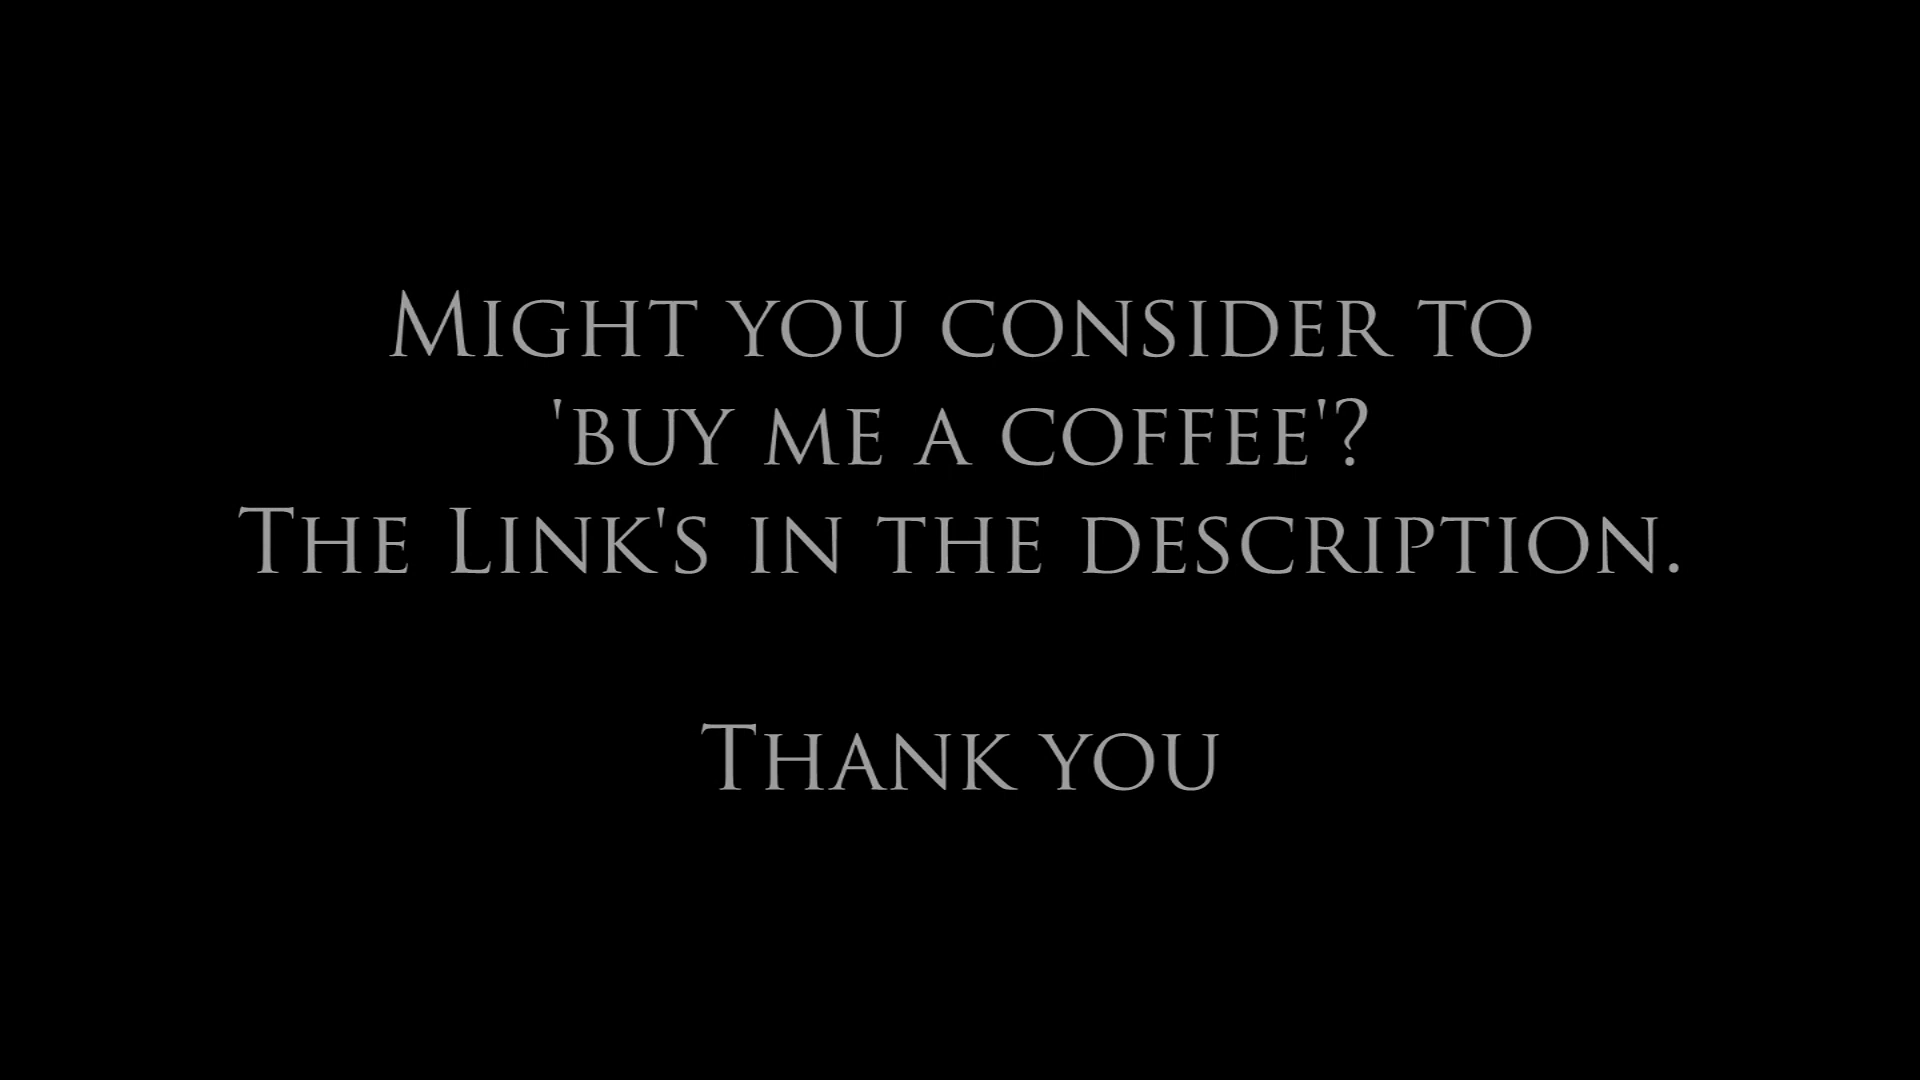 Might you consider to
'buy me a coffee'?
The Link's in the description.
Thank you